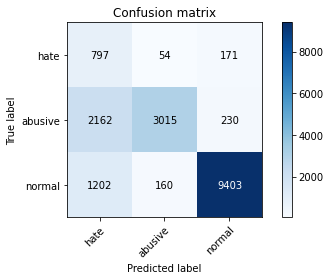 Confusion matrix
hate 797 54 171
abusive 2162 3015 230
normal 1202 160 9403
True label
hate abusive normal
Predicted label
8000
6000
4000
2000